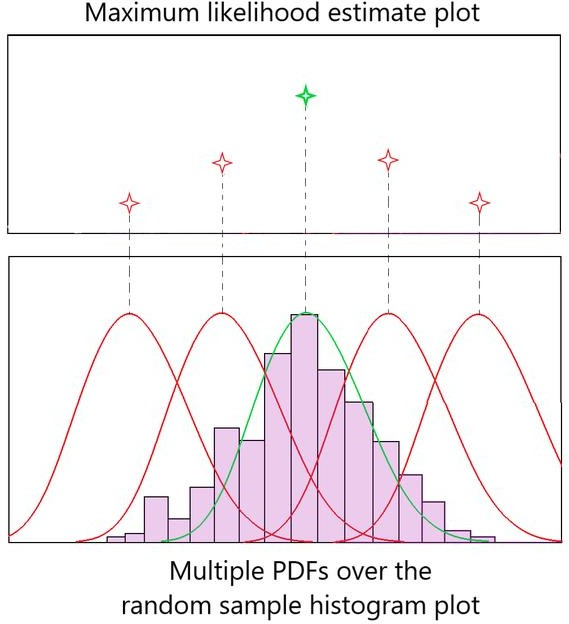 Maximum likelihood estimate plot
Multiple PDFs over the
random sample histogram plot